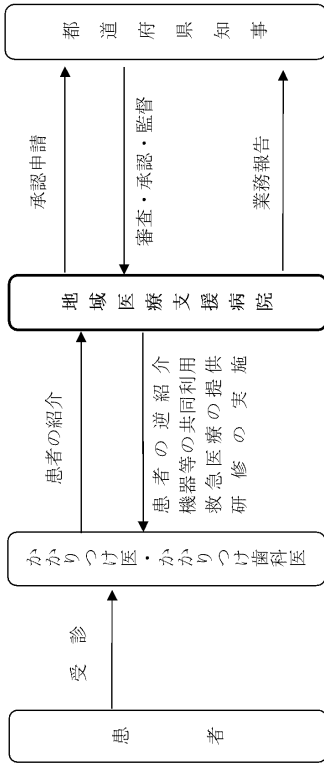 患者
受診
かかりつけ医・かかりつけ歯科医
患者の紹介
患者の逆紹介
機器等の共同利用
救急医療の提供
研修の実施
地域医療支援病院
承認申請
審査・承認・監督
業務報告
都道府県知事